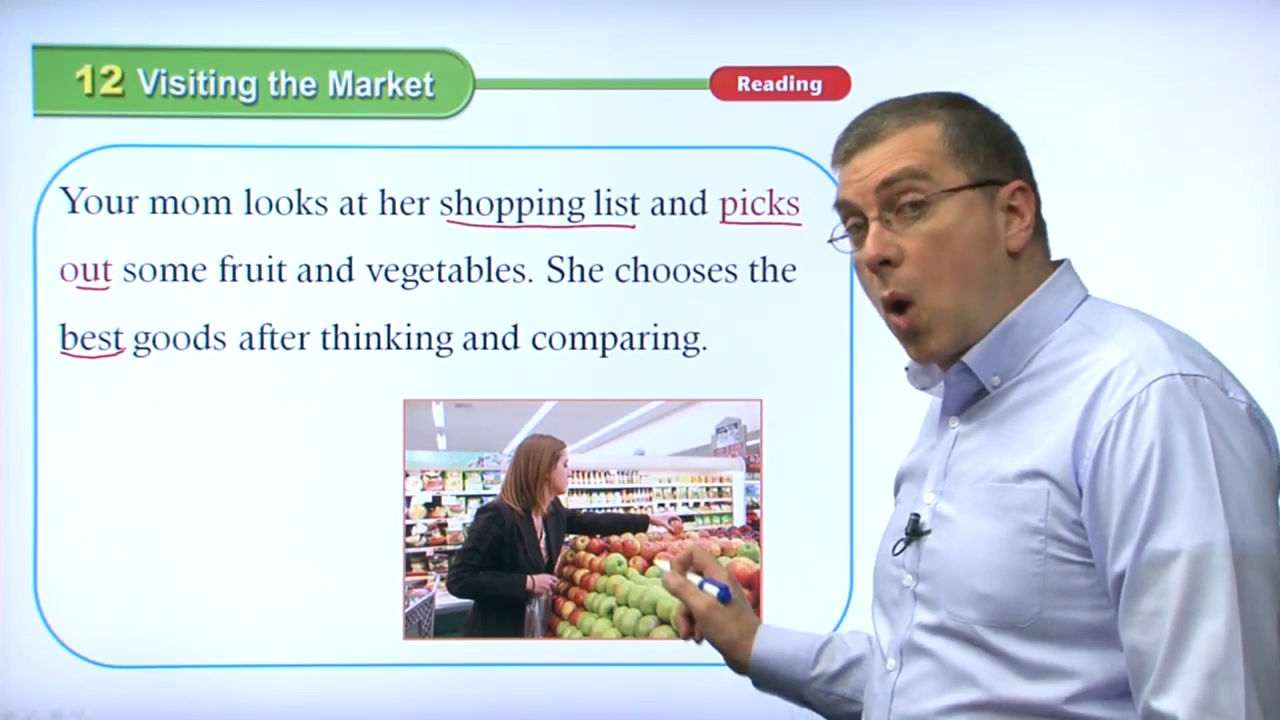 12 Visiting the Market
Reading
Your mom looks at her shopping list and picks
out some fruit and vegetables. She chooses the
best goods after thinking and comparing.